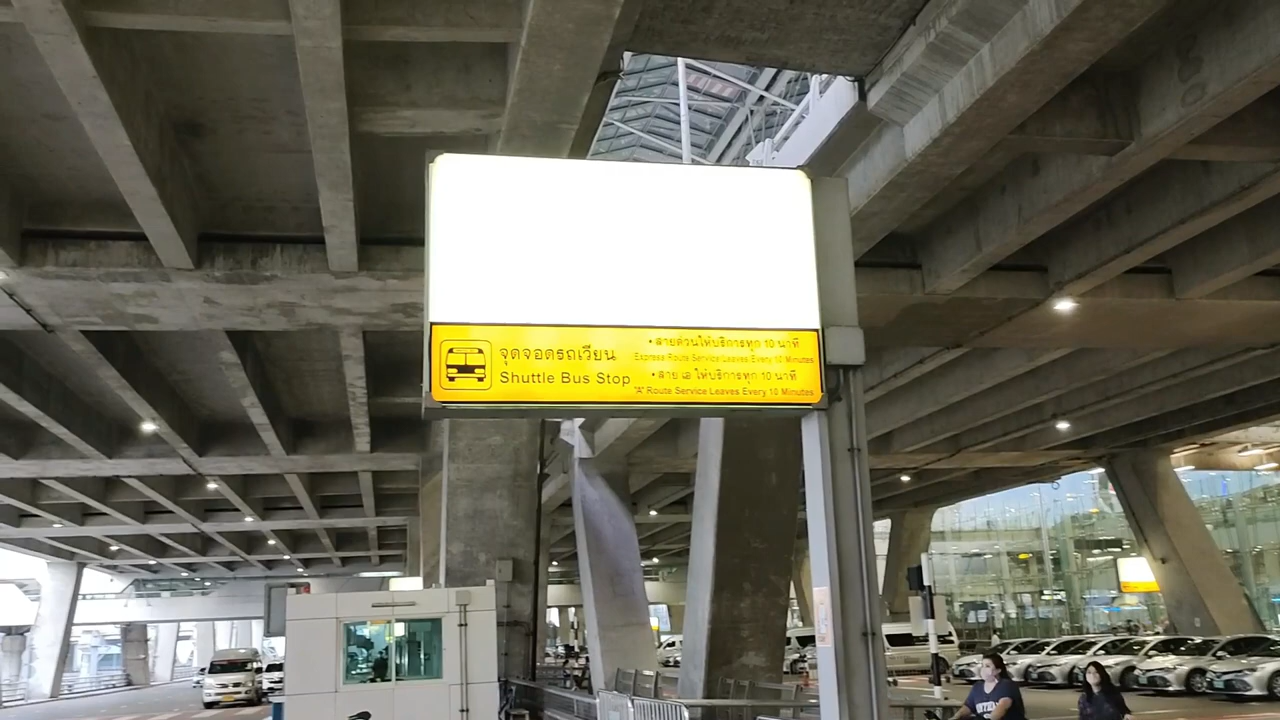 จุดจอดรถเวียน
Shuttle Bus Stop
• สายด่วนให้บริการทุก 10 นาที
Express Route Service Leaves Every 10 Minutes
• สาย เอ ให้บริการทุก 10 นาที
"A" Route Service Leaves Every 10 Minutes